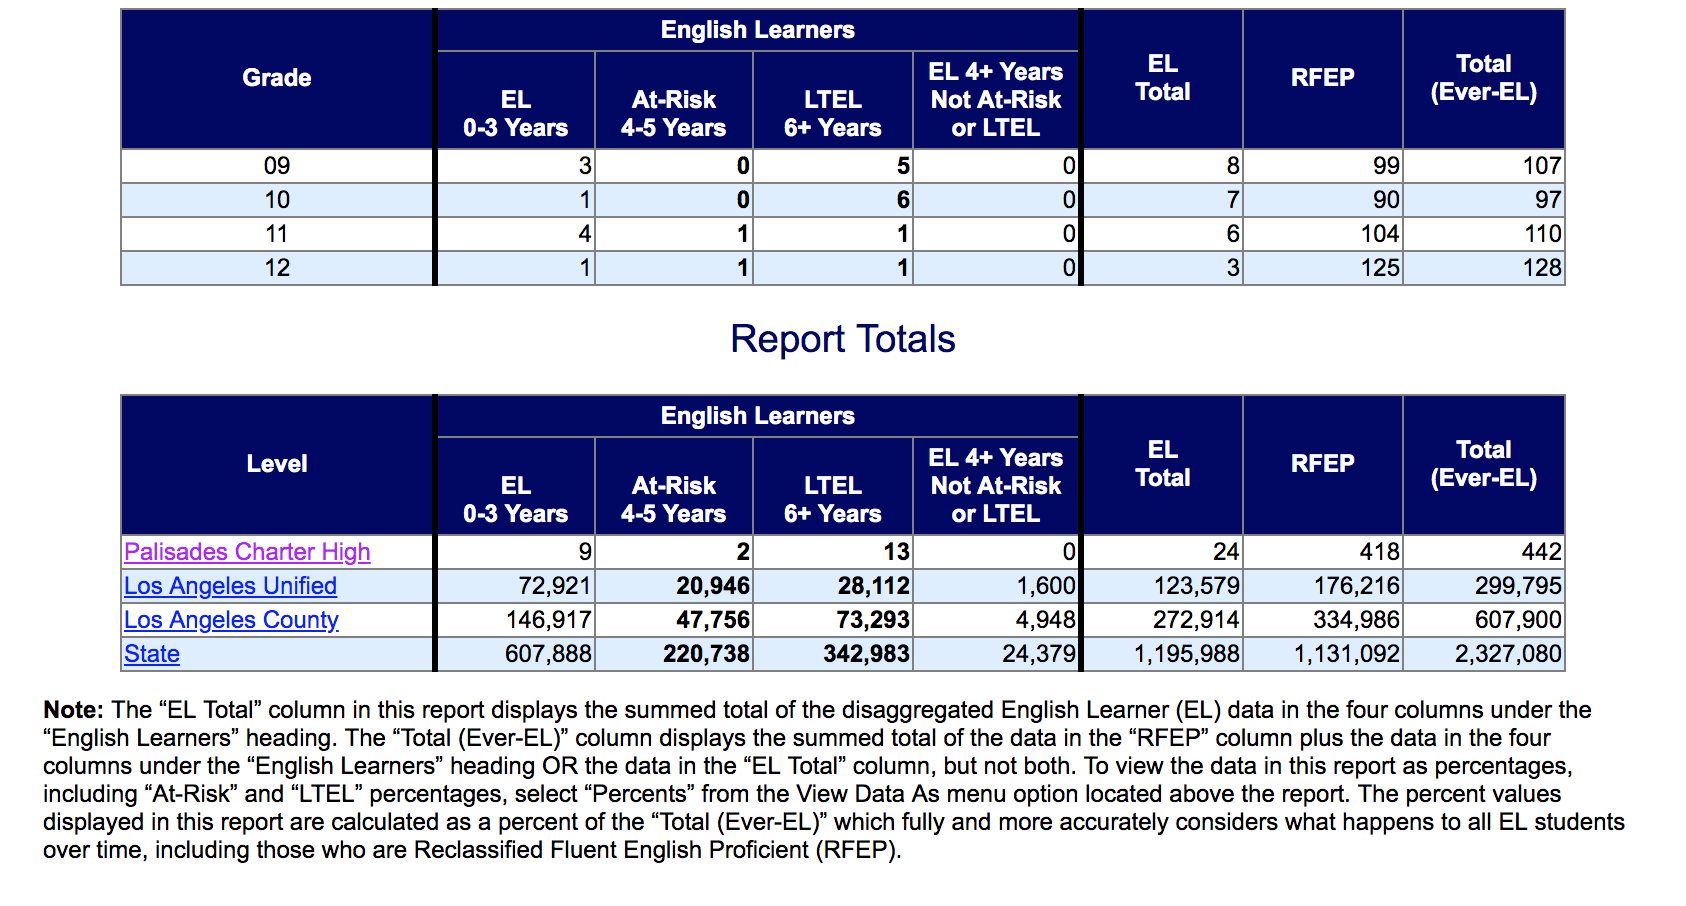 Grade English Learners EL Total RFEP Total (Ever-EL)
EL 0-3 Years At-Risk 4-5 Years LTEL 6+ Years EL 4+ Years Not At-Risk or LTEL
09 3 0 5 0 8 99 107
10 1 0 6 0 7 90 97
11 4 1 1 0 6 104 110
12 1 1 1 0 3 125 128
Report Totals
Level English Learners EL Total RFEP Total (Ever-EL)
EL 0-3 Years At-Risk 4-5 Years LTEL 6+ Years EL 4+ Years Not At-Risk or LTEL
Palisades Charter High 9 2 13 0 24 418 442
Los Angeles Unified 72,921 20,946 28,112 1,600 123,579 176,216 299,795
Los Angeles County 146,917 47,756 73,293 4,948 272,914 334,986 607,900
State 607,888 220,738 342,983 24,379 1,195,988 1,131,092 2,327,080
Note: The “EL Total” column in this report displays the summed total of the disaggregated English Learner (EL) data in the four columns under the
“English Learners” heading. The “Total (Ever-EL)” column displays the summed total of the data in the “RFEP” column plus the data in the four
columns under the “English Learners” heading OR the data in the “EL Total” column, but not both. To view the data in this report as percentages,
including “At-Risk” and “LTEL” percentages, select “Percents” from the View Data As menu option located above the report. The percent values
displayed in this report are calculated as a percent of the “Total (Ever-EL)” which fully and more accurately considers what happens to all EL students
over time, including those who are Reclassified Fluent English Proficient (RFEP).